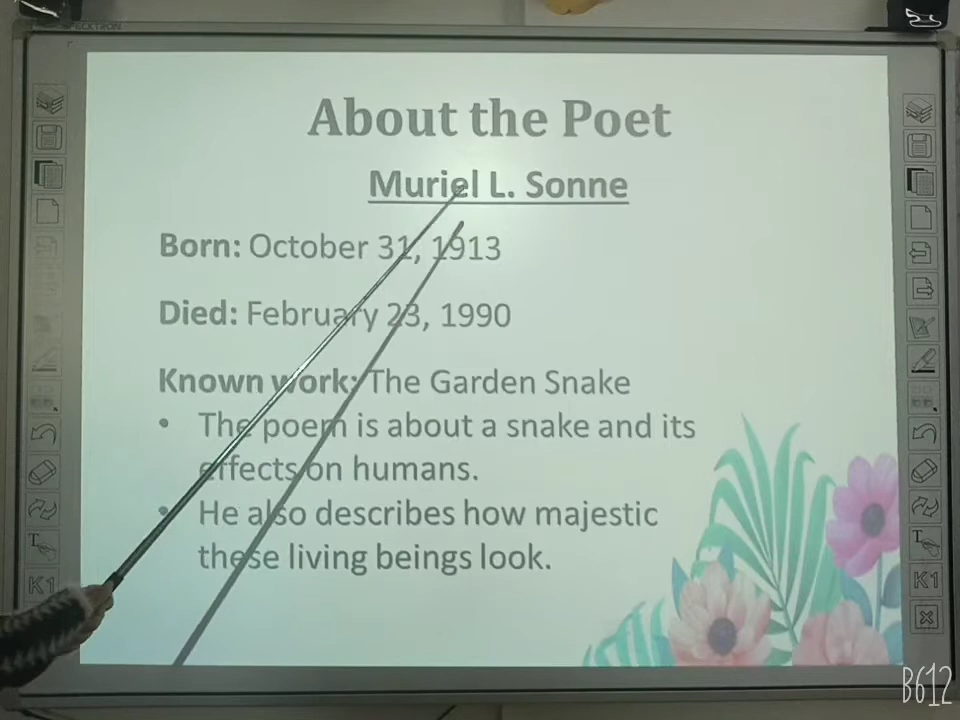 About the Poet
Muriel L. Sonne
Born: October 31, 1913
Died: February 23, 1990
Known work: The Garden Snake
• The poem is about a snake and its
effects on humans.
• He also describes how majestic
these living beings look.
K1
K1
T
T
B612